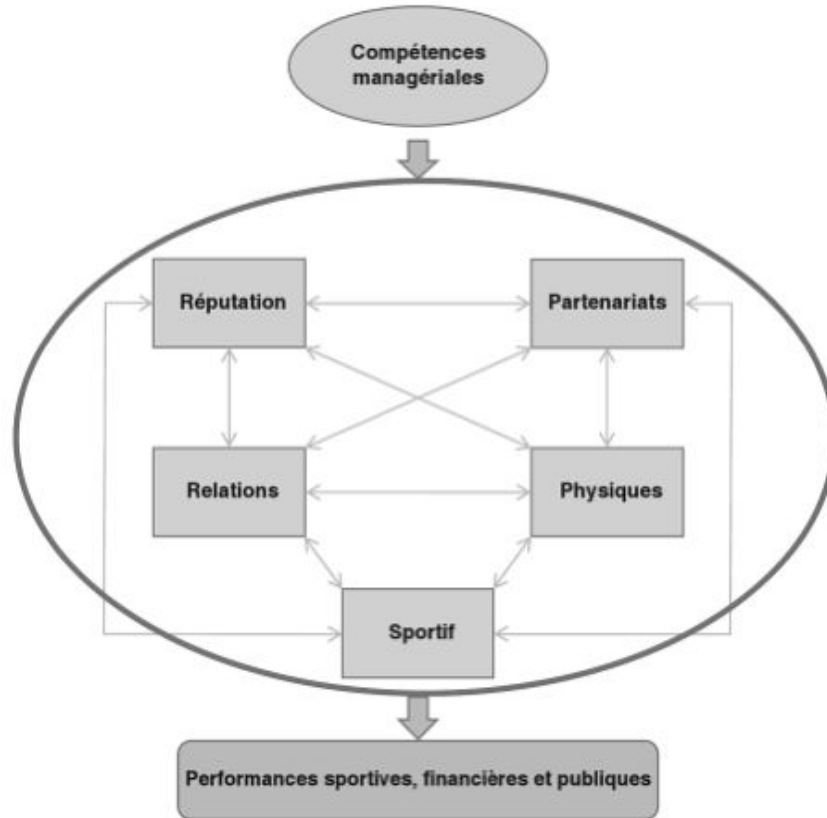 Compétences
managériales
Réputation
Partenariats
Relations
Physiques
Sportif
Performances sportives, financières et publiques